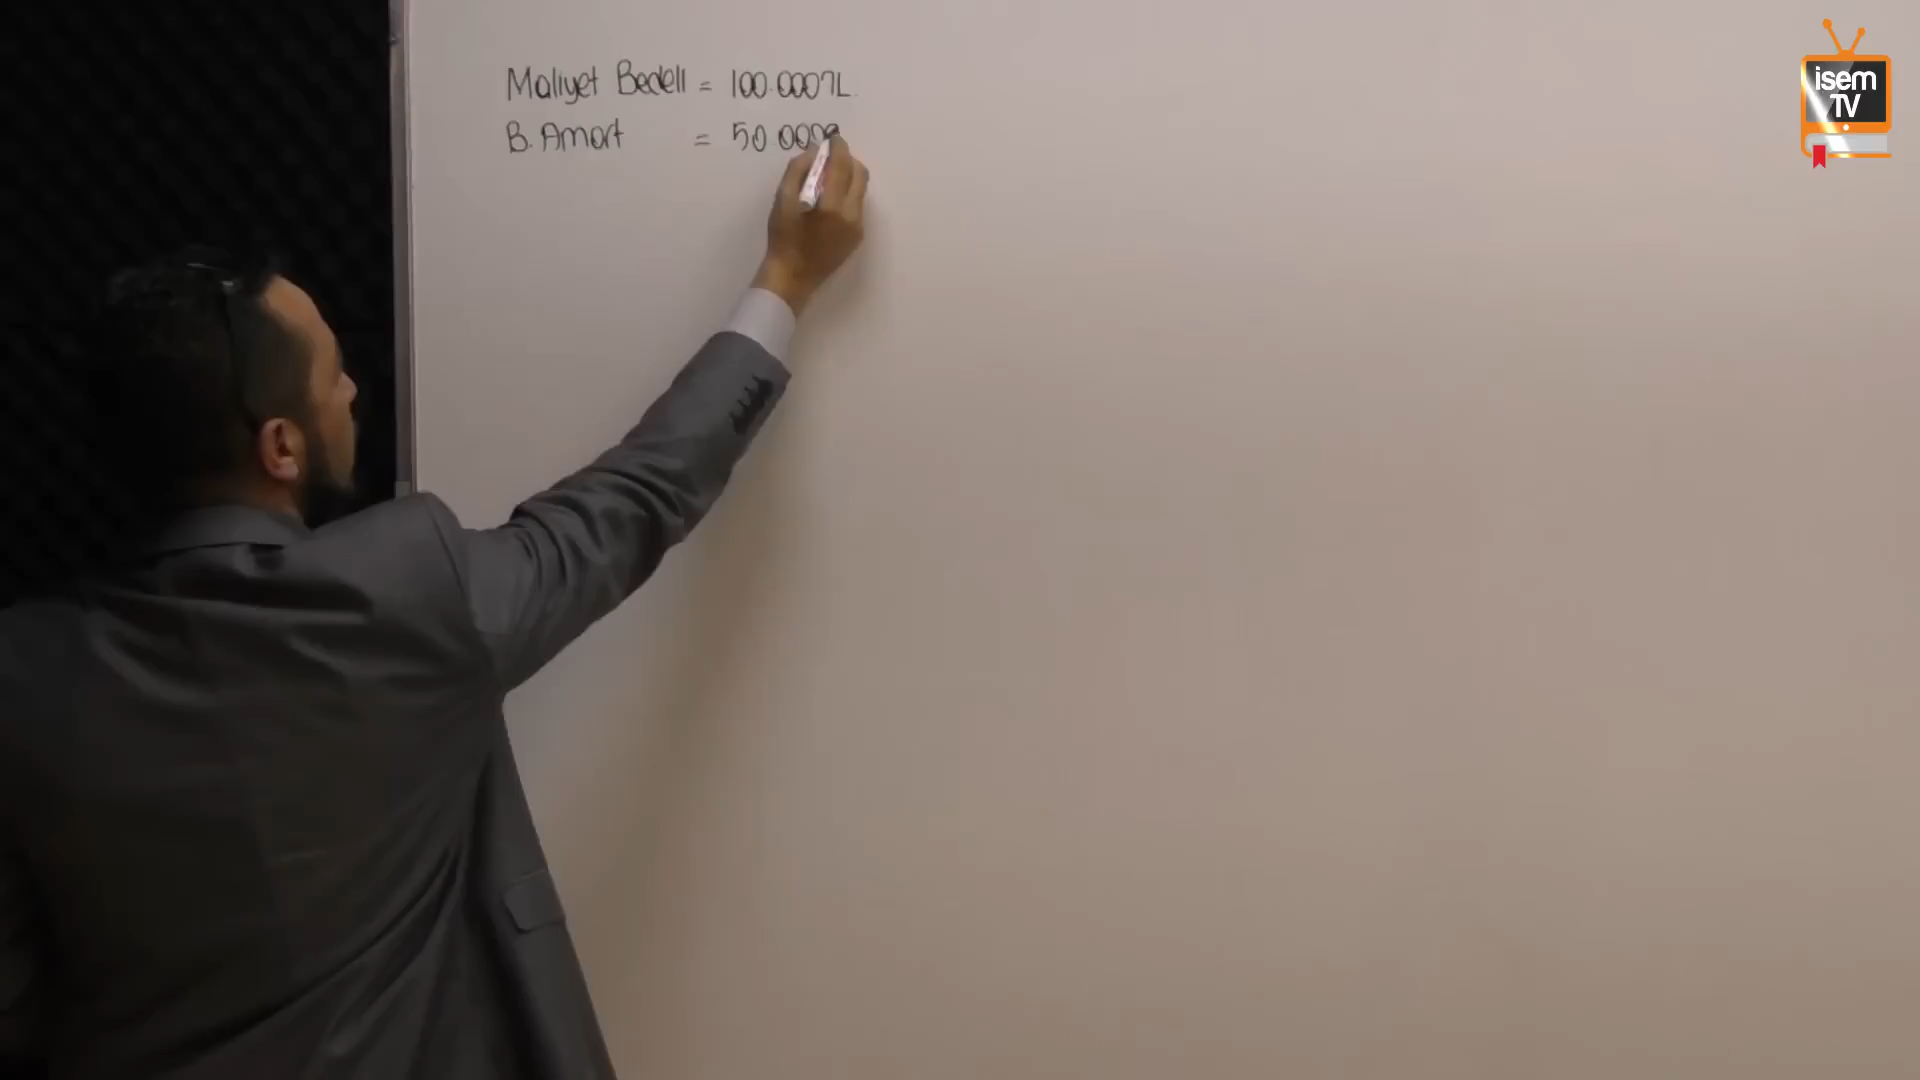 Maliyet Bedeli = 100.000TL
B. Amort = 50.000
isem
TV